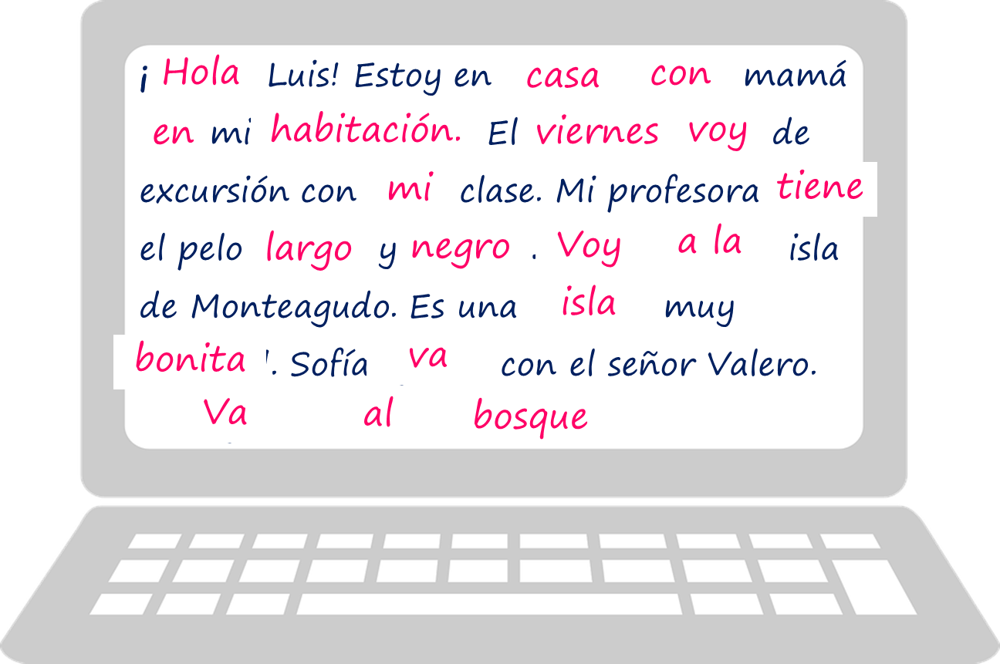 ¡ Hola Luis! Estoy en casa con mamá
en mi habitación. El viernes voy de
excursión con mi clase. Mi profesora tiene
el pelo largo y negro . Voy a la isla
de Monteagudo. Es una isla muy
bonita . Sofía va con el señor Valero.
Va al bosque